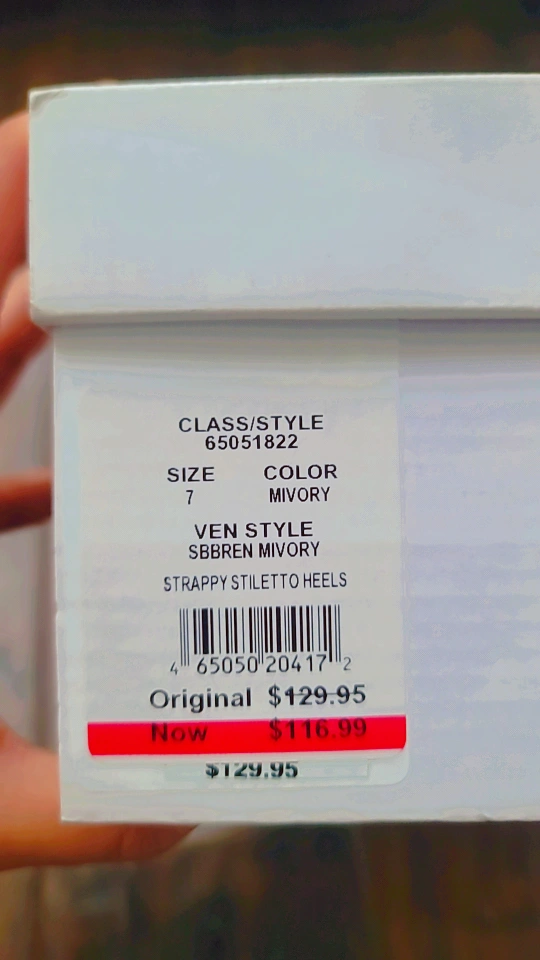 CLASS/STYLE
65051822
SIZE COLOR
7 MIVORY
VEN STYLE
SBBREN MIVORY
STRAPPY STILETTO HEELS
4 65050 20417 2
Original $129.95
Now $116.99
$129.95